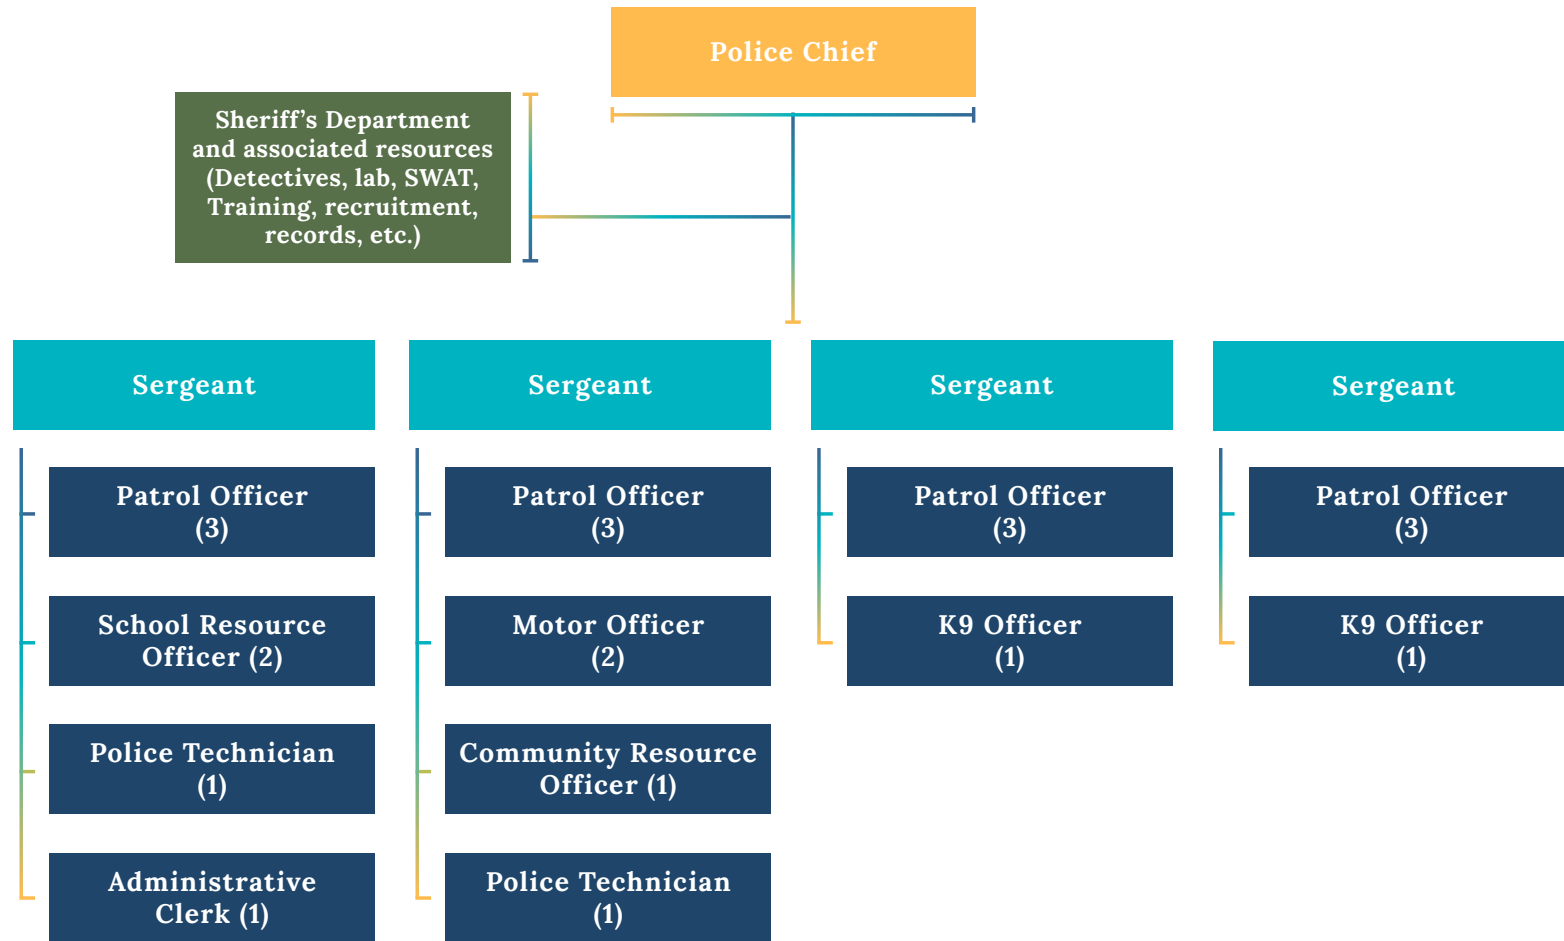 Police Chief
Sheriff’s Department
and associated resources
(Detectives, lab, SWAT,
Training, recruitment,
records, etc.)
Sergeant
Patrol Officer
(3)
School Resource
Officer (2)
Police Technician
(1)
Administrative
Clerk (1)
Sergeant
Patrol Officer
(3)
Motor Officer
(2)
Community Resource
Officer (1)
Police Technician
(1)
Sergeant
Patrol Officer
(3)
K9 Officer
(1)
Sergeant
Patrol Officer
(3)
K9 Officer
(1)